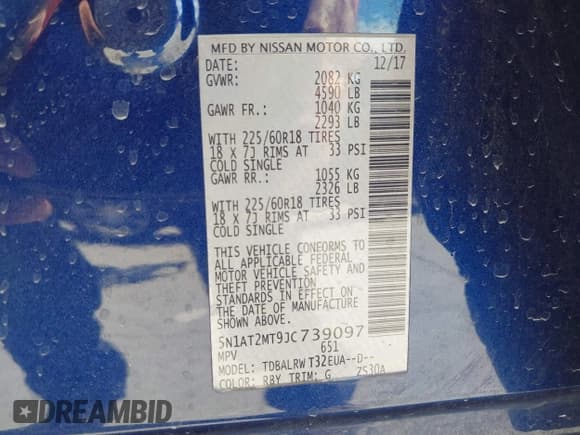 MFD BY NISSAN MOTOR CO., LTD.
DATE: 12/17
GVWR: 2082 KG
4590 LB
GAWR FR.: 1040 KG
2293 LB
WITH 225/60R18 TIRES
18 X 7J RIMS AT 33 PSI
COLD SINGLE
GAWR RR.: 1055 KG
2326 LB
WITH 225/60R18 TIRES
18 X 7J RIMS AT 33 PSI
COLD SINGLE
THIS VEHICLE CONFORMS TO
ALL APPLICABLE FEDERAL
MOTOR VEHICLE SAFETY AND
THEFT PREVENTION
STANDARDS IN EFFECT ON
THE DATE OF MANUFACTURE
SHOWN ABOVE.
5N1AT2MT9JC739097
MPV 651
MODEL: TDBALRWT32EUA--D--
COLOR: RBY TRIM: G ZS30A
DREAMBID